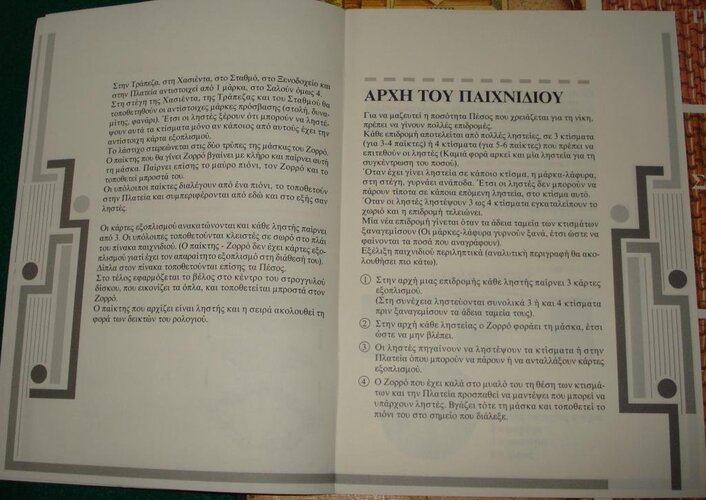 Στην Τράπεζα, στη Χασιέντα, στο Σταθμό, στο Ξενοδοχείο και
στην Πλατεία αντιστοιχεί από 1 μάρκα, στο Σαλούν όμως 4.
Στη στέγη της Χασιέντα, της Τράπεζας και του Σταθμού θα
τοποθετηθούν οι αντίστοιχες μάρκες πρόσβασης (στολή, δυνα-
μίτης, φανάρι). Έτσι οι ληστές ξέρουν ότι μπορούν να ληστέ-
ψουν αυτά τα κτίσματα μόνο αν κάποιος από αυτούς έχει την
αντίστοιχη κάρτα εξοπλισμού.
Το λάστιχο στερεώνεται στις δύο τρύπες της μάσκας του Ζορρό.
Ο παίκτης που θα γίνει Ζορρό βγαίνει με κλήρο και παίρνει αυτή
τη μάσκα. Παίρνει επίσης το μαύρο πιόνι, τον Ζορρό και το
τοποθετεί μπροστά του.
Οι υπόλοιποι παίκτες διαλέγουν από ένα πιόνι, το τοποθετούν
στην Πλατεία και συμπεριφέρονται από εδώ και στο εξής σαν
ληστές.
Οι κάρτες εξοπλισμού ανακατώνονται και κάθε ληστής παίρνει
από 3. Οι υπόλοιπες τοποθετούνται κλειστές σε σωρό στο πλάι
του πίνακα παιχνιδιού. (Ο παίκτης - Ζορρό δεν έχει κάρτες εξ-
οπλισμού γιατί έχει τον απαραίτητο εξοπλισμό στη διάθεσή του).
Δίπλα στον πίνακα τοποθετούνται επίσης τα Πέσος.
Στο τέλος εφαρμόζεται το βέλος στο κέντρο του στρογγυλού
δίσκου, που εικονίζει τα όπλα, και τοποθετείται μπροστά στον
Ζορρό.
Ο παίκτης που αρχίζει είναι ληστής και η σειρά ακολουθεί τη
φορά των δεικτών του ρολογιού.
ΑΡΧΗ ΤΟΥ ΠΑΙΧΝΙΔΙΟΥ
Για να μαζευτεί η ποσότητα Πέσος που χρειάζεται για τη νίκη,
πρέπει να γίνουν πολλές επιδρομές.
Κάθε επιδρομή αποτελείται από πολλές ληστείες, σε 3 κτίσματα
(για 3-4 παίκτες) ή 4 κτίσματα (για 5-6 παίκτες) που πρέπει να
επιτεθούν οι ληστές (Καμιά φορά αρκεί και μία ληστεία για τη
συγκέντρωση του ποσού).
Όταν έχει γίνει ληστεία σε κάποιο κτίσμα, η μάρκα-λάφυρα,
στη στέγη, γυρνάει ανάποδα. Έτσι οι ληστές δεν μπορούν να
πάρουν τίποτα σε κάποια επόμενη ληστεία, στο κτίσμα αυτό.
Όταν οι ληστές ληστέψουν 3 ως 4 κτίσματα εγκαταλείπουν το
χωριό και η επιδρομή τελειώνει.
Μία νέα επιδρομή γίνεται όταν τα άδεια ταμεία των κτισμάτων
ξαναγεμίσουν (Οι μάρκες-λάφυρα γυρνούν ξανά, έτσι ώστε να
φαίνονται τα ποσά που αναγράφουν).
Εξέλιξη παιχνιδιού περιληπτικά (αναλυτική περιγραφή θα ακο-
λουθήσει πιο κάτω).
① Στην αρχή μιας επιδρομής κάθε ληστής παίρνει 3 κάρτες
εξοπλισμού.
(Στη συνέχεια ληστεύονται συνολικά 3 ή και 4 κτίσματα
πριν ξαναγεμίσουν τα άδεια ταμεία τους).
② Στην αρχή κάθε ληστείας ο Ζορρό φοράει τη μάσκα, έτσι
ώστε να μην βλέπει.
③ Οι ληστές πηγαίνουν να ληστέψουν τα κτίσματα ή στην
Πλατεία όπου μπορούν να πάρουν ή να ανταλλάξουν κάρτες
εξοπλισμού.
④ Ο Ζορρό που έχει καλά στο μυαλό του τη θέση των κτισμά-
των και την Πλατεία προσπαθεί να μαντέψει που μπορεί να
υπάρχουν ληστές. Βγάζει τότε τη μάσκα και τοποθετεί το
πιόνι του στο σημείο που διάλεξε.